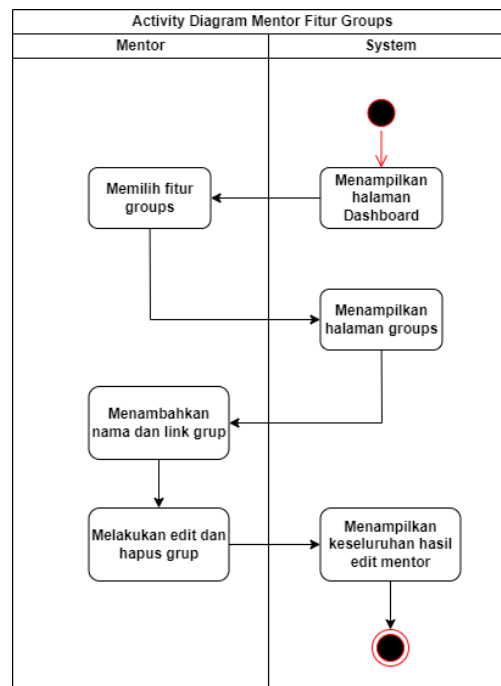 Activity Diagram Mentor Fitur Groups
Mentor
System
Menampilkan
halaman
Dashboard
Memilih fitur
groups
Menampilkan
halaman groups
Menambahkan
nama dan link grup
Melakukan edit dan
hapus grup
Menampilkan
keseluruhan hasil
edit mentor